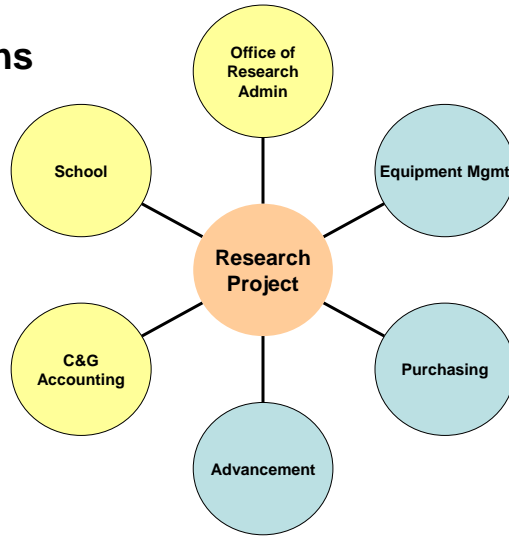 ns
Office of
Research
Admin
School
Equipment Mgmt
Research
Project
C&G
Accounting
Purchasing
Advancement